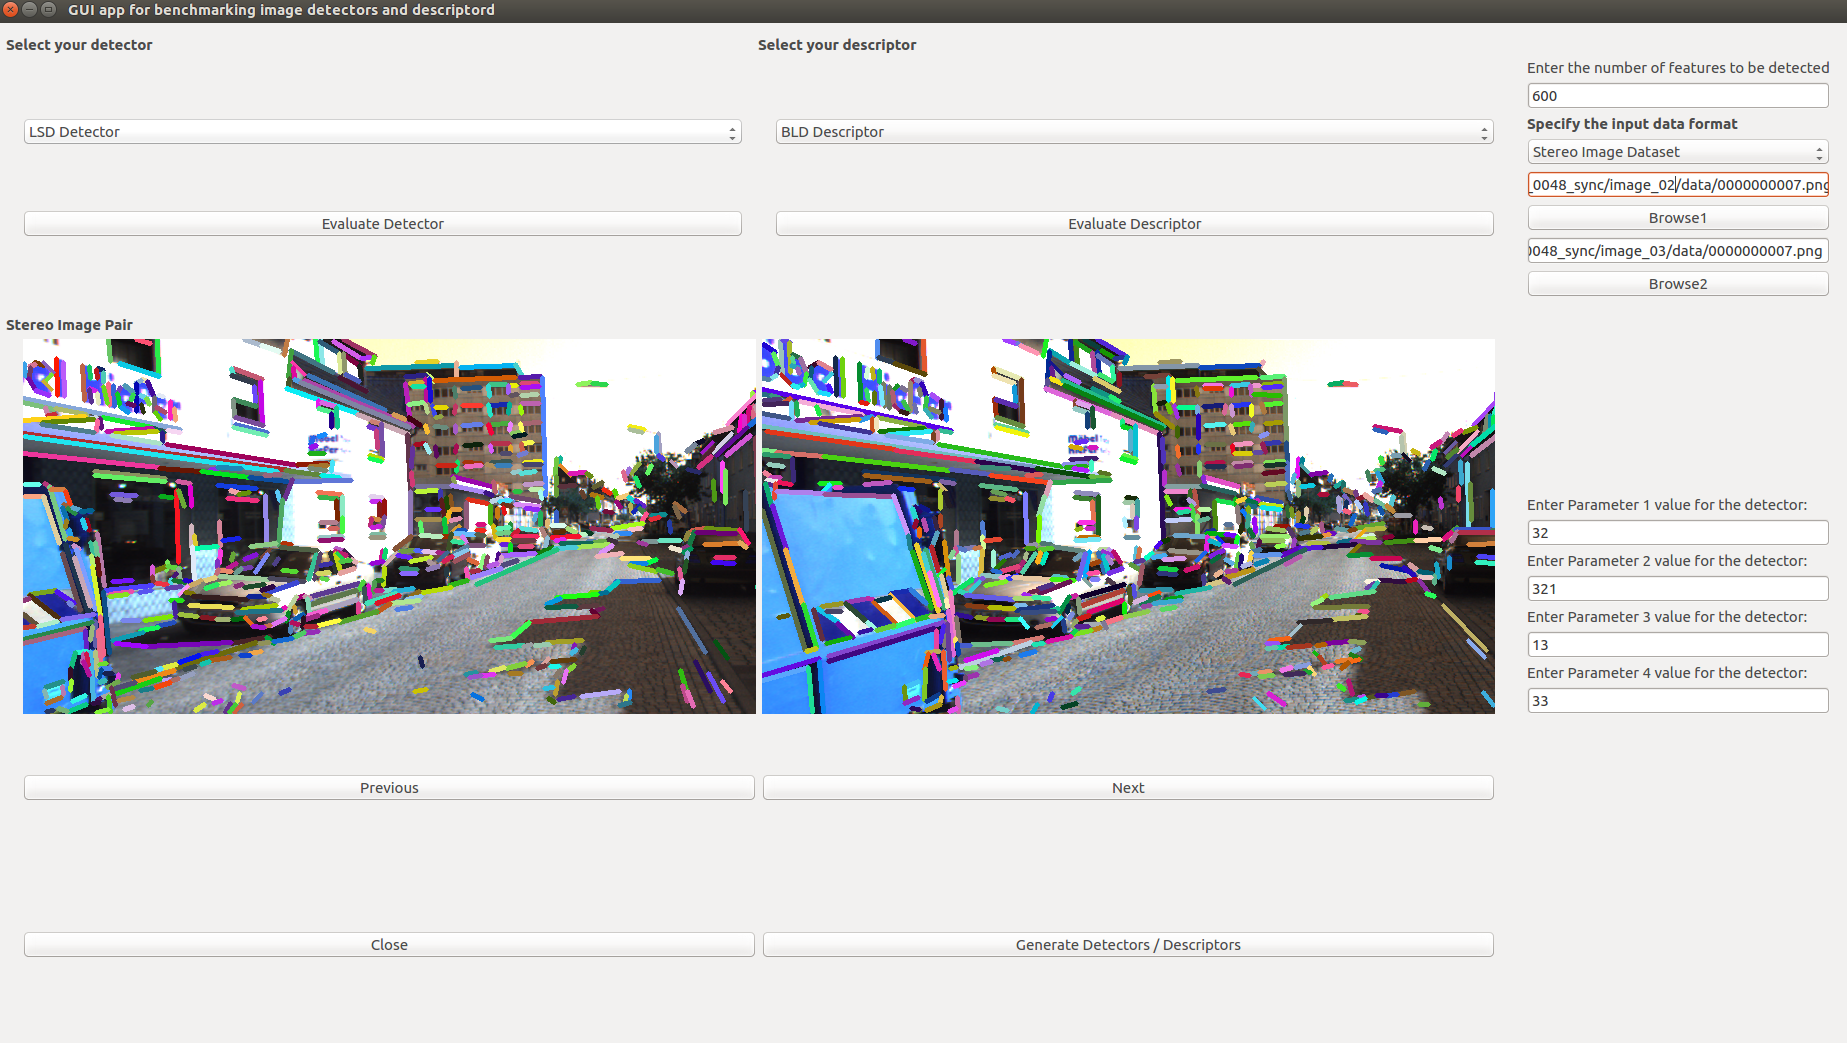 GUI app for benchmarking image detectors and descriptord
Select your detector
Select your descriptor
Enter the number of features to be detected
600
Specify the input data format
LSD Detector
BLD Descriptor
Stereo Image Dataset
_0048_sync/image_02/data/0000000007.png
Evaluate Detector
Evaluate Descriptor
Browse1
0048_sync/image_03/data/0000000007.png
Browse2
Stereo Image Pair
Enter Parameter 1 value for the detector:
32
Enter Parameter 2 value for the detector:
321
Enter Parameter 3 value for the detector:
13
Enter Parameter 4 value for the detector:
33
Previous
Next
Close
Generate Detectors / Descriptors